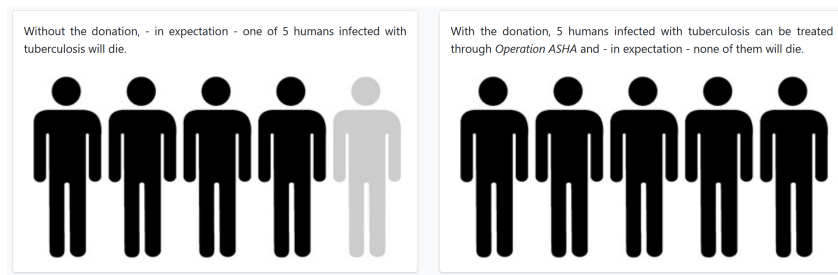 Without the donation, - in expectation - one of 5 humans infected with
tuberculosis will die.
With the donation, 5 humans infected with tuberculosis can be treated
through Operation ASHA and - in expectation - none of them will die.